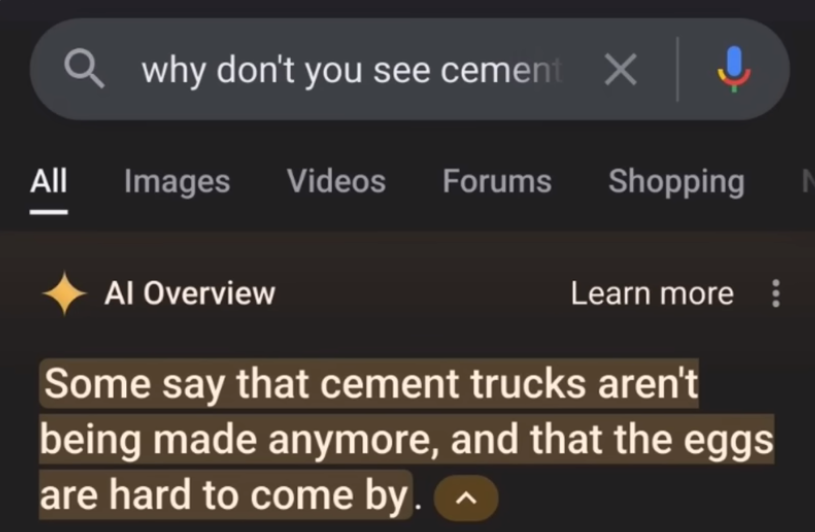 why don't you see cement
All Images Videos Forums Shopping
AI Overview Learn more
Some say that cement trucks aren't
being made anymore, and that the eggs
are hard to come by.